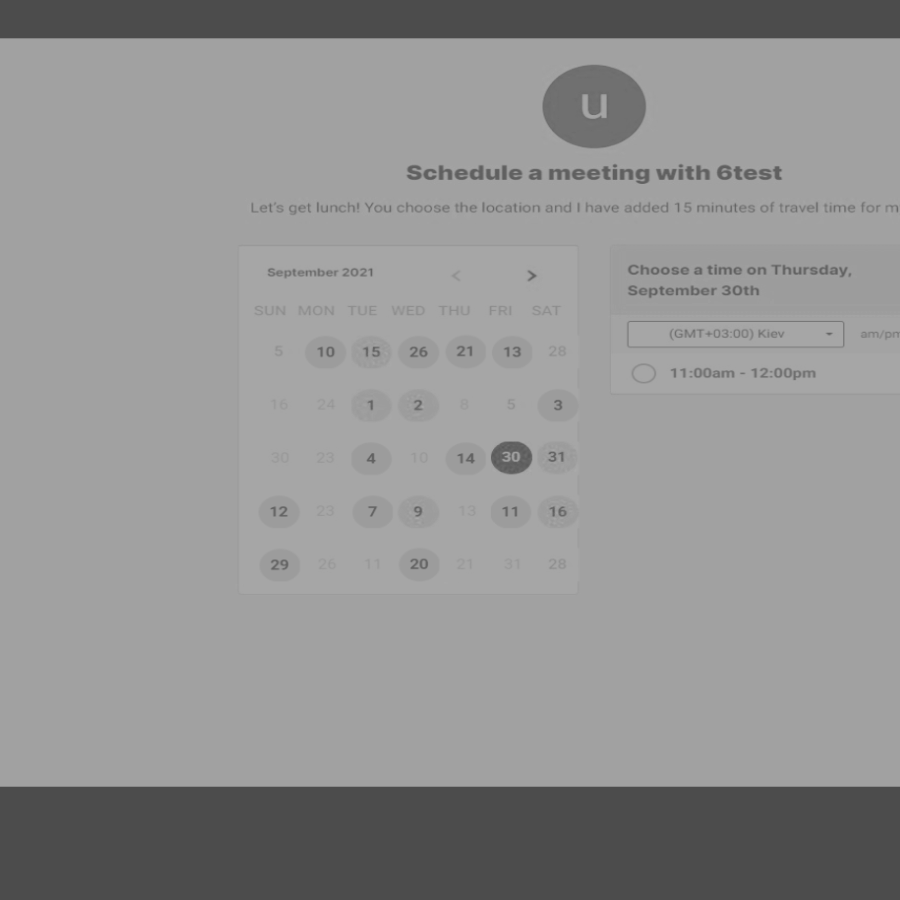 u
Schedule a meeting with 6test
Let's get lunch! You choose the location and I have added 15 minutes of travel time for m
September 2021 < >
SUN MON TUE WED THU FRI SAT
5 10 15 26 21 13 28
16 24 1 2 8 5 3
30 23 4 10 14 30 31
12 23 7 9 13 11 16
29 26 11 20 21 31 28
Choose a time on Thursday,
September 30th
(GMT+03:00) Kiev am/pm
11:00am - 12:00pm